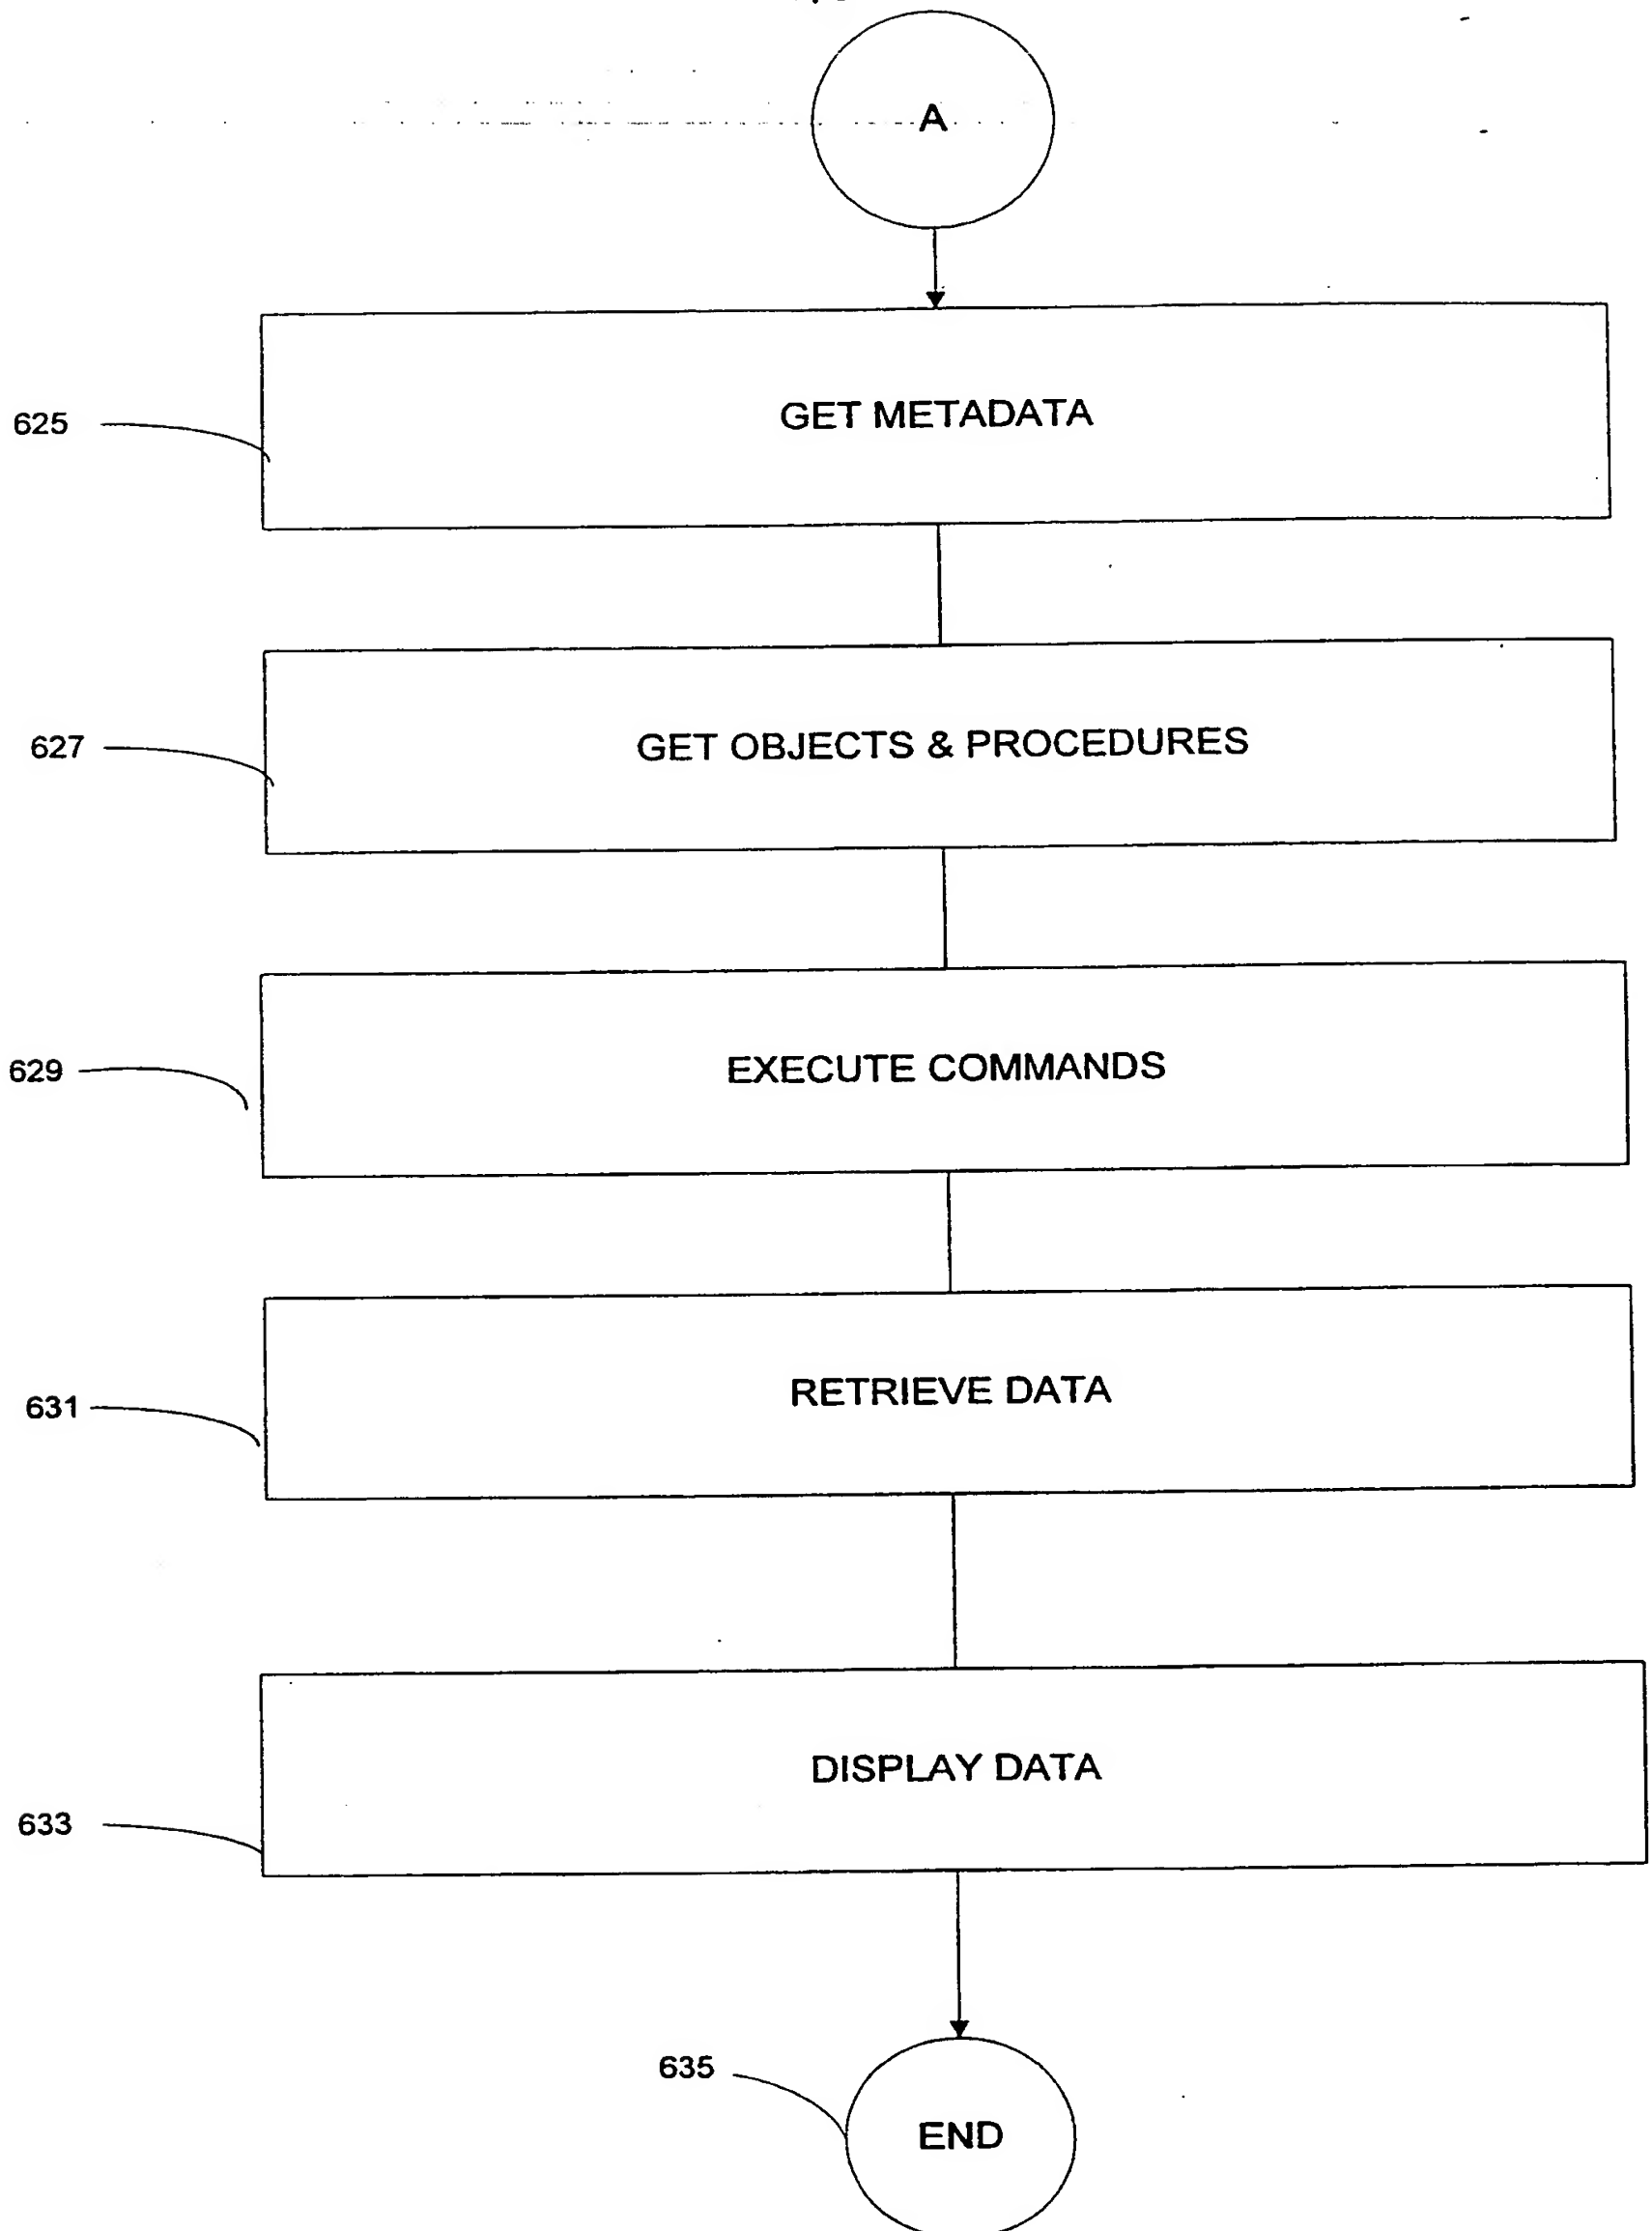 A
GET METADATA
625
GET OBJECTS & PROCEDURES
627
EXECUTE COMMANDS
629
RETRIEVE DATA
631
DISPLAY DATA
633
635
END